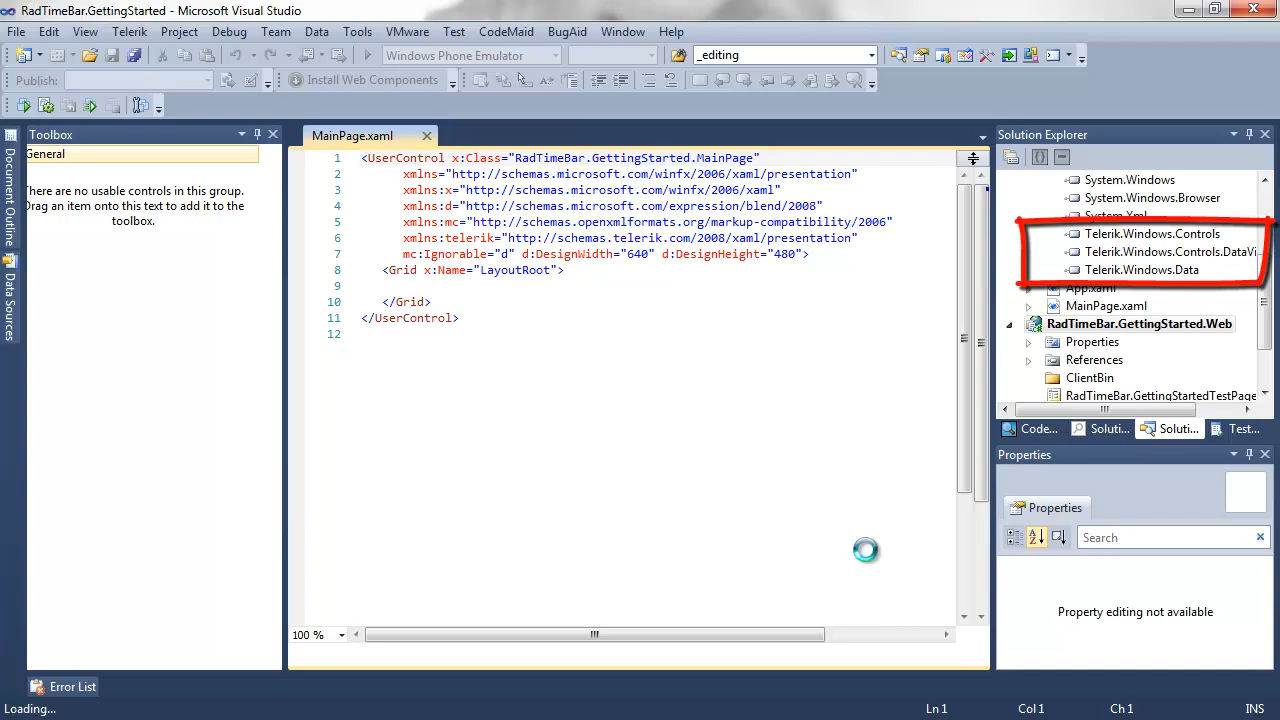 RadTimeBar.GettingStarted - Microsoft Visual Studio
File Edit View Telerik Project Debug Team Data Tools VMware Test CodeMaid BugAid Window Help
Windows Phone Emulator
_editing
Publish:
Install Web Components
Toolbox
General
There are no usable controls in this group.
Drag an item onto this text to add it to the
toolbox.
Document Outline
Data Sources
MainPage.xaml
1 <UserControl x:Class="RadTimeBar.GettingStarted.MainPage"
2 xmlns="http://schemas.microsoft.com/winfx/2006/xaml/presentation"
3 xmlns:x="http://schemas.microsoft.com/winfx/2006/xaml"
4 xmlns:d="http://schemas.microsoft.com/expression/blend/2008"
5 xmlns:mc="http://schemas.openxmlformats.org/markup-compatibility/2006"
6 xmlns:telerik="http://schemas.telerik.com/2008/xaml/presentation"
7 mc:Ignorable="d" d:DesignWidth="640" d:DesignHeight="480">
8 <Grid x:Name="LayoutRoot">
9
10 </Grid>
11 </UserControl>
12
100 %
Solution Explorer
System.Windows
System.Windows.Browser
System.Xml
Telerik.Windows.Controls
Telerik.Windows.Controls.DataVi
Telerik.Windows.Data
App.xaml
MainPage.xaml
RadTimeBar.GettingStarted.Web
Properties
References
ClientBin
RadTimeBar.GettingStartedTestPage
Code... Soluti... Soluti... Test...
Properties
Properties
Search
Property editing not available
Error List
Loading... Ln 1 Col 1 Ch 1 INS